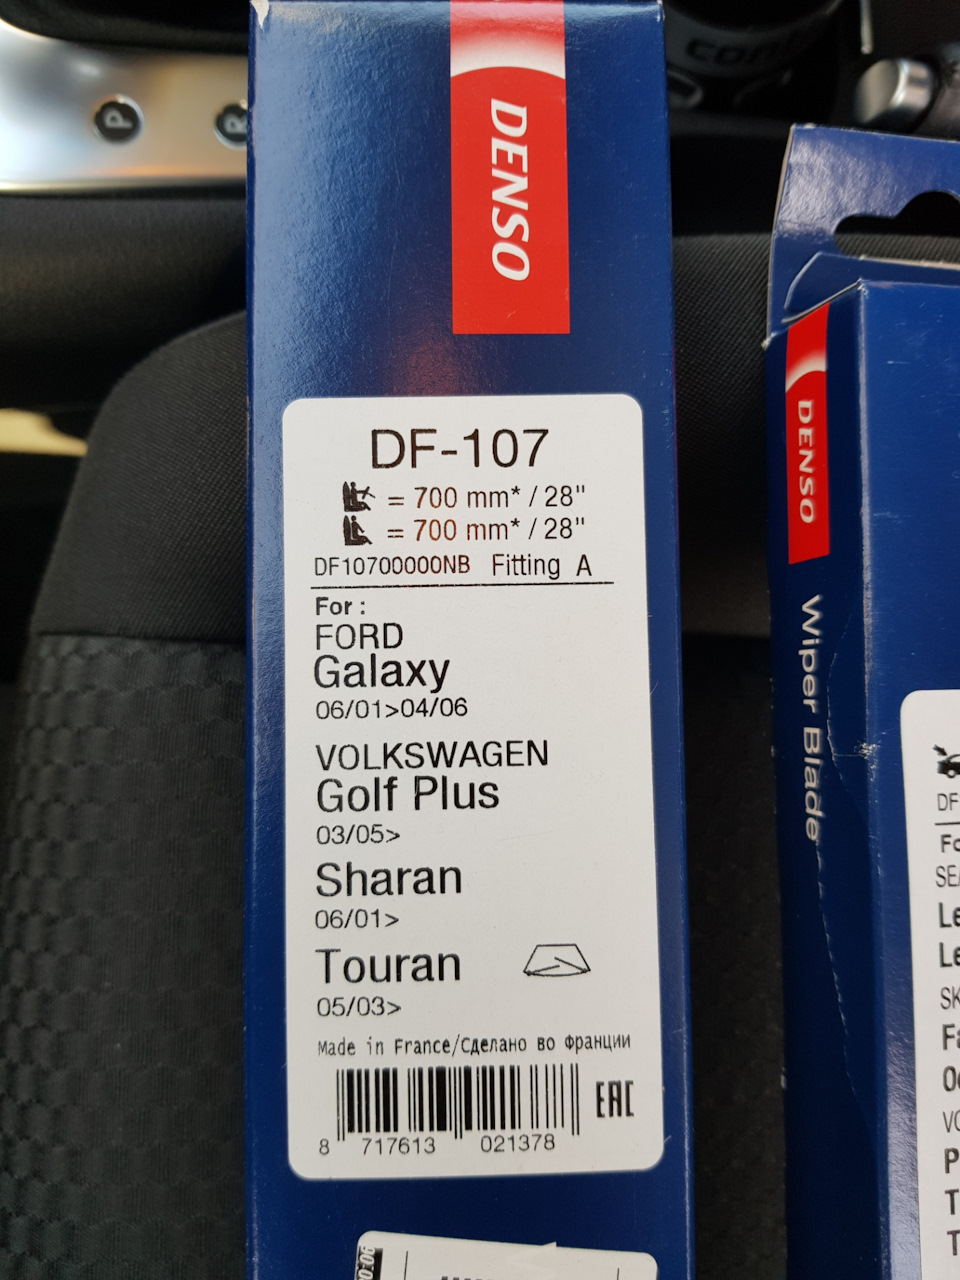 P
R
DENSO
DF-107
= 700 mm* / 28"
= 700 mm* / 28"
DF10700000NB Fitting A
For :
FORD
Galaxy
06/01>04/06
VOLKSWAGEN
Golf Plus
03/05>
Sharan
06/01>
Touran
05/03>
Made in France/Сделано во Франции
EAC
8 717613 021378
DENSO
Wiper Blade
DF